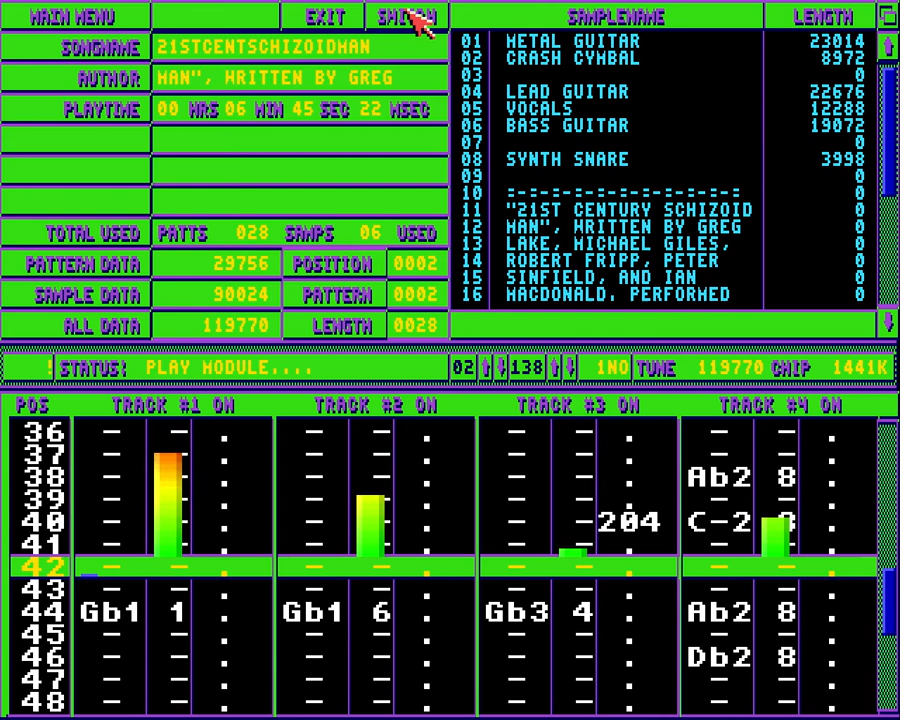 MAIN MENU EXIT
SAMPLENAME LENGTH
SONGNAME 21STCENTSCHIZOIDMAN
AUTHOR MAN", WRITTEN BY GREG
PLAYTIME 00 HRS 06 MIN 45 SEC 22 MSEC
TOTAL USED PATTS 028 SAMPS 06 USED
PATTERN DATA 29756 POSITION 0002
SAMPLE DATA 90024 PATTERN 0002
ALL DATA 119770 LENGTH 0028
01 METAL GUITAR 23014
02 CRASH CYMBAL 8972
03 0
04 LEAD GUITAR 22676
05 VOCALS 12288
06 BASS GUITAR 19072
07 0
08 SYNTH SNARE 3998
09 0
10 :-:-:-:-:-:-:-:-:-:-: 0
11 "21ST CENTURY SCHIZOID 0
12 MAN", WRITTEN BY GREG 0
13 LAKE, MICHAEL GILES, 0
14 ROBERT FRIPP, PETER 0
15 SINFIELD, AND IAN 0
16 MACDONALD. PERFORMED 0
! STATUS: PLAY MODULE.... 02 138 1NO TUNE 119770 CHIP 1441K
POS TRACK #1 ON TRACK #2 ON TRACK #3 ON TRACK #4 ON
36 — — . — — . — — . — — .
37 — — . — — . — — . — — .
38 — — . — — . — — . Ab2 8 .
39 — — . — — . — — . — — .
40 — — . — — . — — 204 C-2 8 .
41 — — . — — . — — . — — .
42 — — . — — . — — . — — .
43 — — . — — . — — . — — .
44 Gb1 1 . Gb1 6 . Gb3 4 . Ab2 8 .
45 — — . — — . — — . — — .
46 — — . — — . — — . Db2 8 .
47 — — . — — . — — . — — .
48 — — . — — . — — . — — .